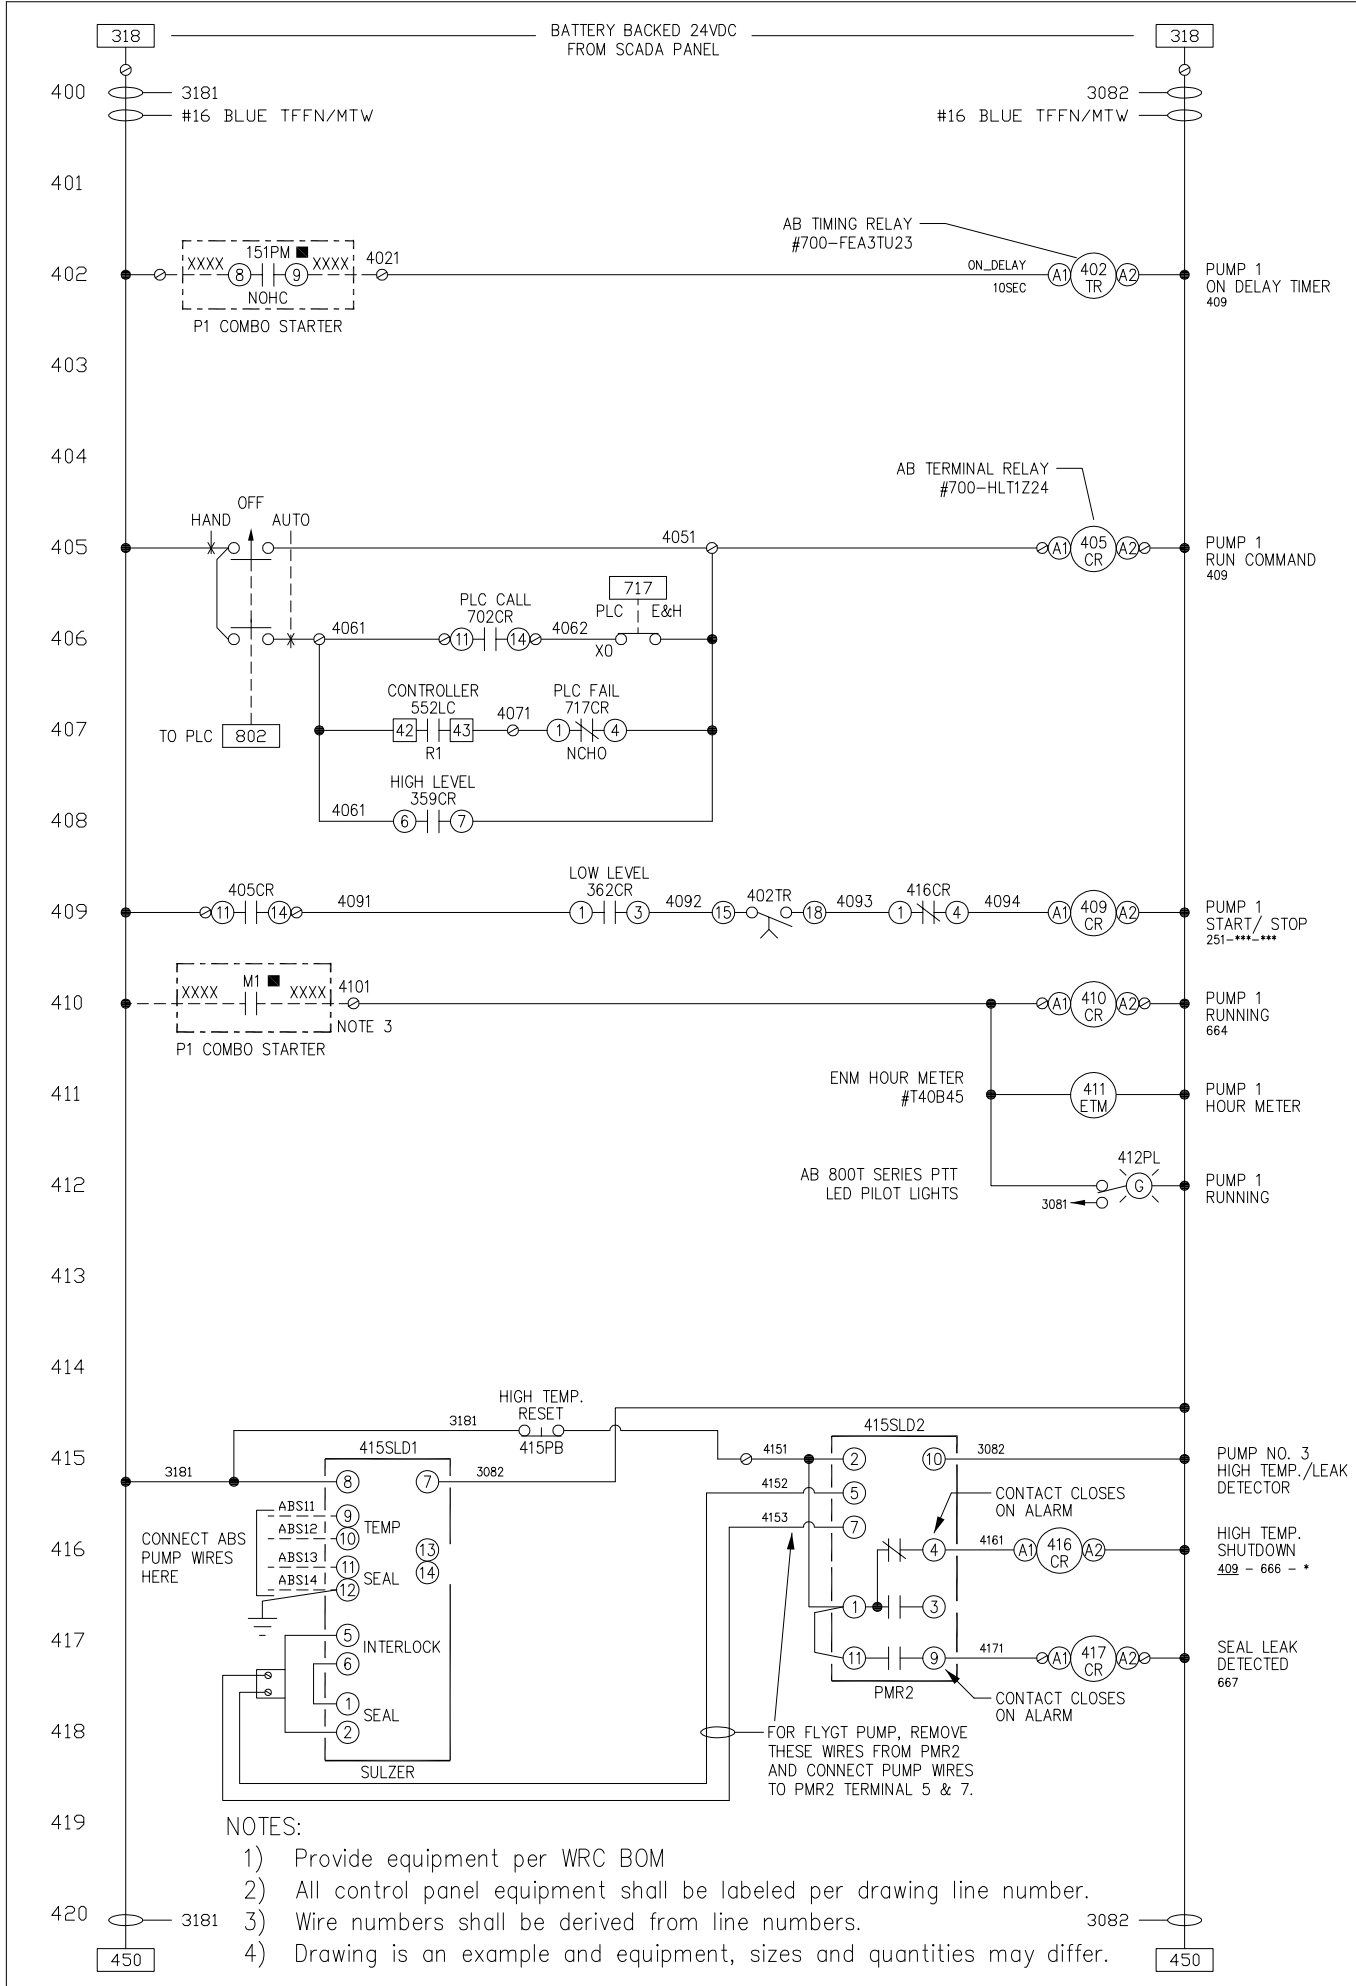 318
BATTERY BACKED 24VDC
FROM SCADA PANEL
318
400
3181
3082
#16 BLUE TFFN/MTW
#16 BLUE TFFN/MTW
401
AB TIMING RELAY
#700-FEA3TU23
402
XXXX
151PM
XXXX
8
9
NOHC
4021
P1 COMBO STARTER
ON_DELAY
10SEC
A1
402
TR
A2
PUMP 1
ON DELAY TIMER
409
403
404
AB TERMINAL RELAY
#700-HLT1Z24
HAND
OFF
AUTO
405
4051
A1
405
CR
A2
PUMP 1
RUN COMMAND
409
717
PLC
E&H
406
4061
PLC CALL
702CR
11
14
4062
XO
407
TO PLC
802
CONTROLLER
552LC
42
43
R1
4071
PLC FAIL
717CR
1
4
NCHO
408
4061
HIGH LEVEL
359CR
6
7
409
405CR
11
14
4091
LOW LEVEL
362CR
1
3
4092
15
402TR
18
4093
416CR
1
4
4094
A1
409
CR
A2
PUMP 1
START/ STOP
251-***-***
410
XXXX
M1
XXXX
4101
NOTE 3
P1 COMBO STARTER
A1
410
CR
A2
PUMP 1
RUNNING
664
411
ENM HOUR METER
#T40B45
411
ETM
PUMP 1
HOUR METER
412
AB 800T SERIES PTT
LED PILOT LIGHTS
412PL
G
3081
PUMP 1
RUNNING
413
414
HIGH TEMP.
RESET
3181
415PB
415
3181
415SLD1
8
7
3082
4151
415SLD2
2
10
3082
PUMP NO. 3
HIGH TEMP./LEAK
DETECTOR
4152
5
CONTACT CLOSES
ON ALARM
4153
7
416
CONNECT ABS
PUMP WIRES
HERE
ABS11
9
ABS12
10
TEMP
ABS13
11
ABS14
12
SEAL
13
14
4
4161
A1
416
CR
A2
HIGH TEMP.
SHUTDOWN
409 - 666 - *
1
3
417
5
INTERLOCK
6
1
SEAL
2
SULZER
11
9
4171
A1
417
CR
A2
SEAL LEAK
DETECTED
667
PMR2
CONTACT CLOSES
ON ALARM
418
FOR FLYGT PUMP, REMOVE
THESE WIRES FROM PMR2
AND CONNECT PUMP WIRES
TO PMR2 TERMINAL 5 & 7.
419
NOTES:
1) Provide equipment per WRC BOM
2) All control panel equipment shall be labeled per drawing line number.
3) Wire numbers shall be derived from line numbers.
4) Drawing is an example and equipment, sizes and quantities may differ.
420
3181
3082
450
450